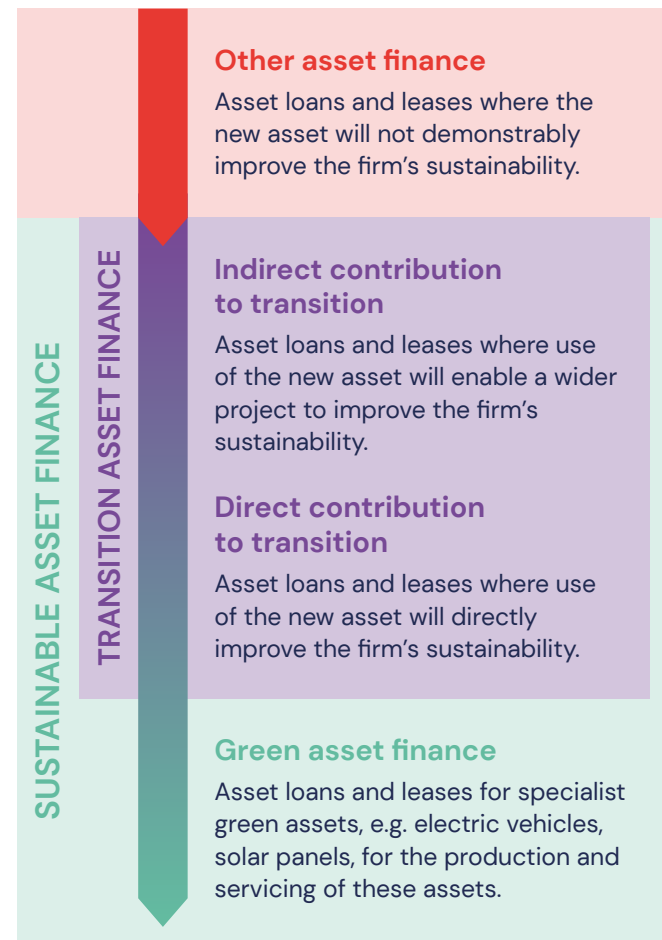 Other asset finance
Asset loans and leases where the
new asset will not demonstrably
improve the firm’s sustainability.
SUSTAINABLE ASSET FINANCE
TRANSITION ASSET FINANCE
Indirect contribution
to transition
Asset loans and leases where use
of the new asset will enable a wider
project to improve the firm’s
sustainability.
Direct contribution
to transition
Asset loans and leases where use
of the new asset will directly
improve the firm’s sustainability.
Green asset finance
Asset loans and leases for specialist
green assets, e.g. electric vehicles,
solar panels, for the production and
servicing of these assets.